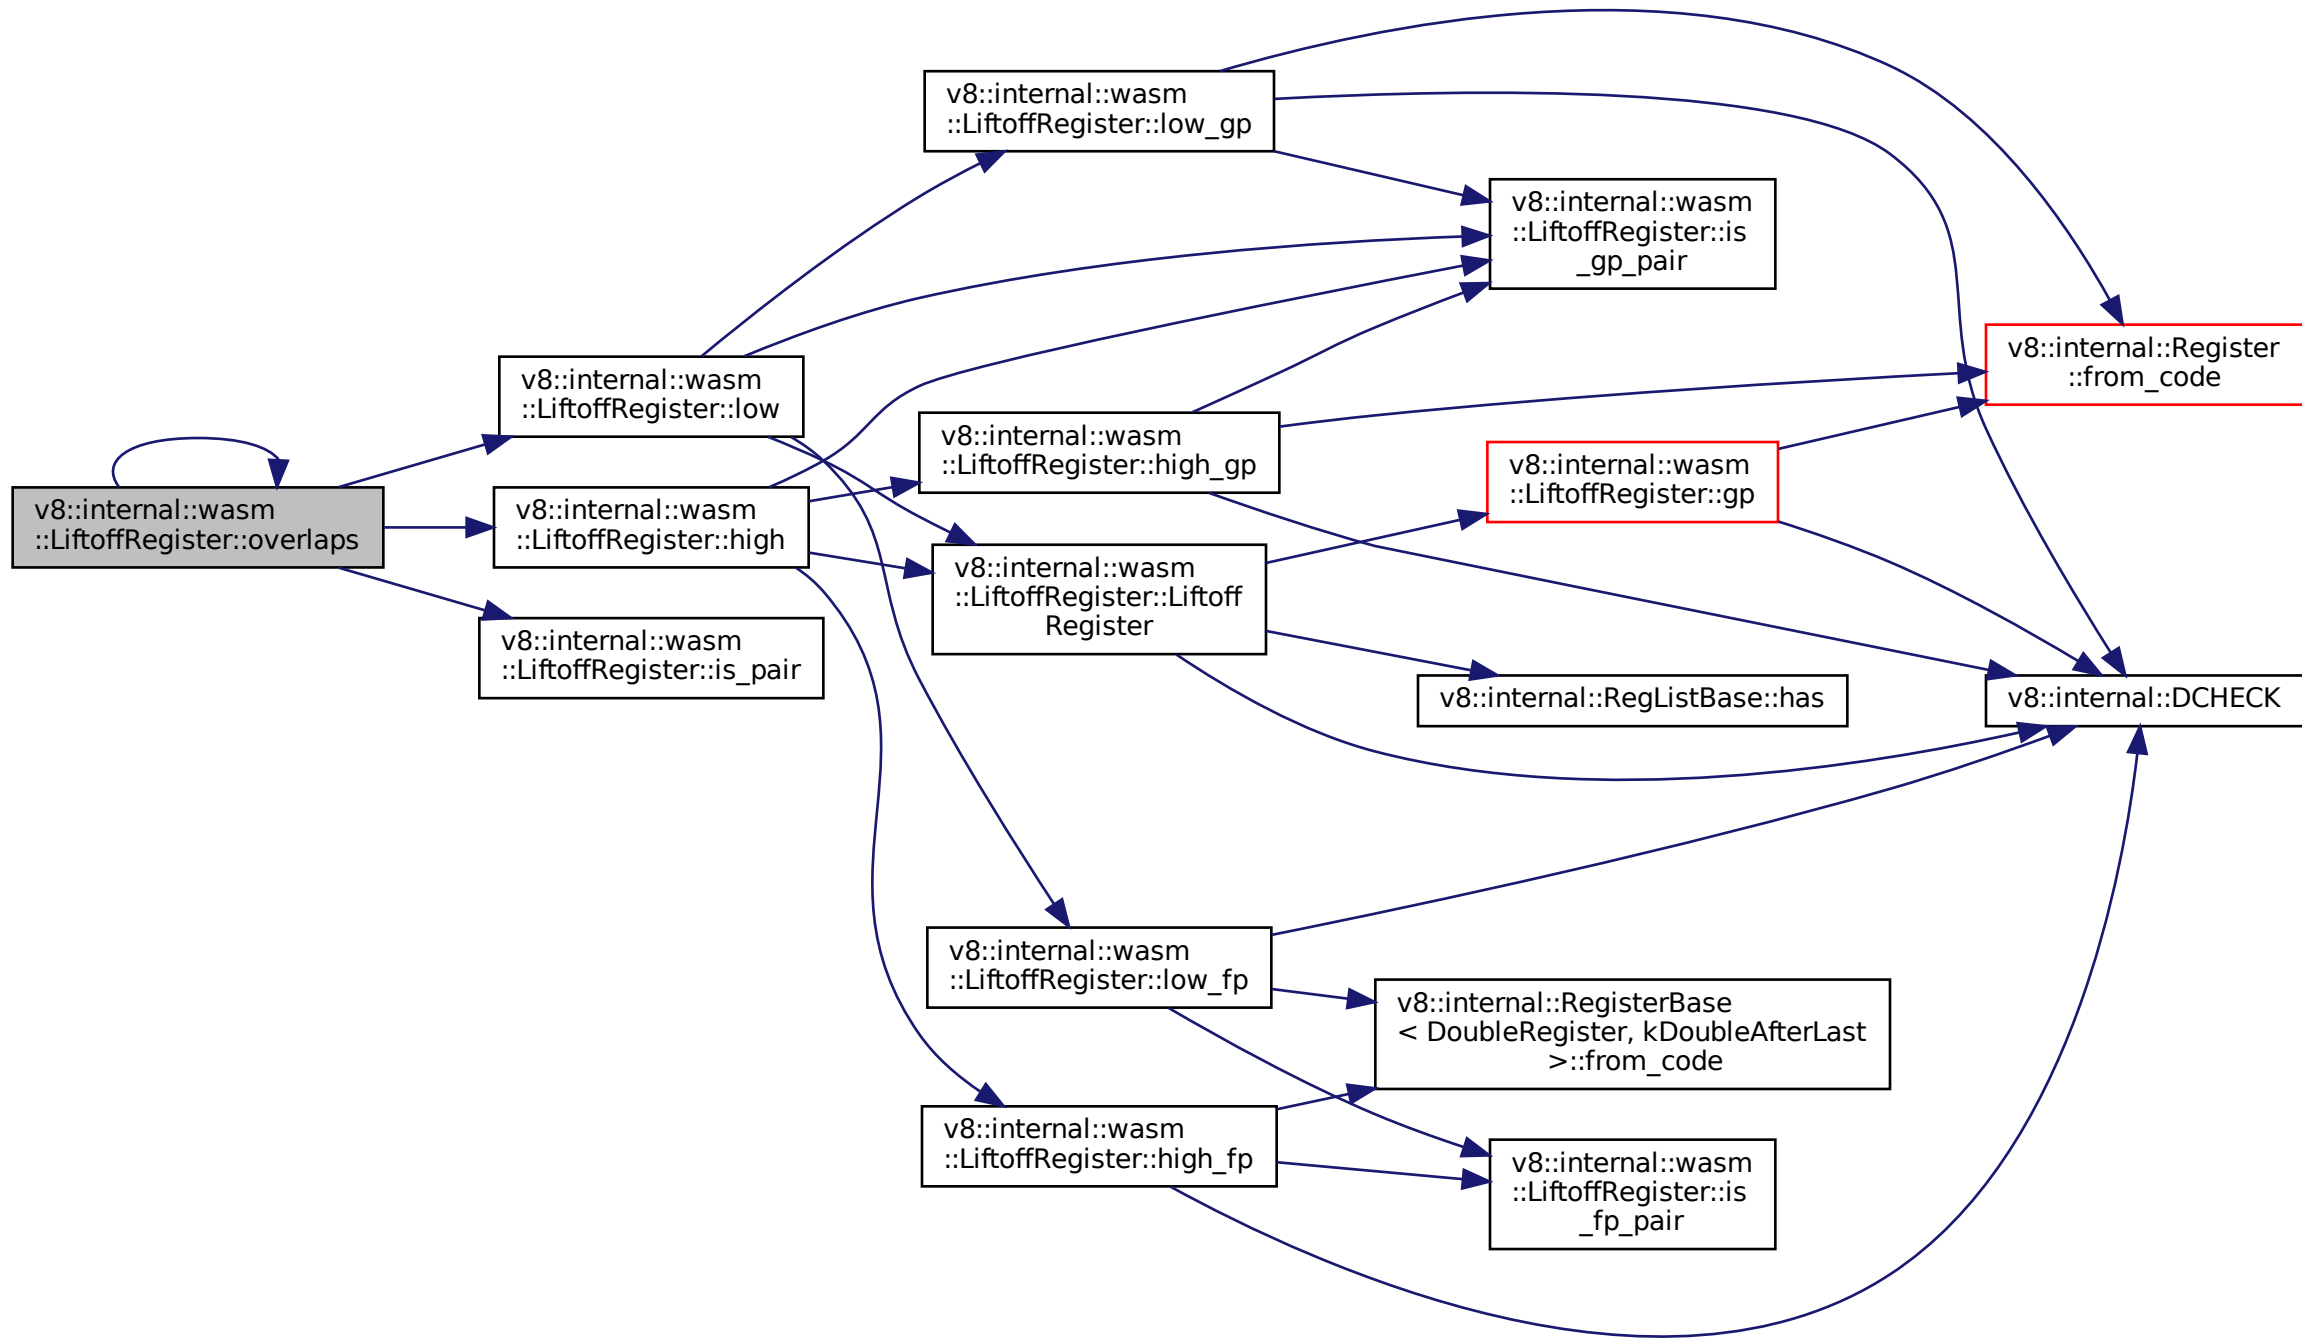 v8::internal::wasm
::LiftoffRegister::overlaps
v8::internal::wasm
::LiftoffRegister::low
v8::internal::wasm
::LiftoffRegister::high
v8::internal::wasm
::LiftoffRegister::is_pair
v8::internal::wasm
::LiftoffRegister::low_gp
v8::internal::wasm
::LiftoffRegister::high_gp
v8::internal::wasm
::LiftoffRegister::Liftoff
Register
v8::internal::wasm
::LiftoffRegister::low_fp
v8::internal::wasm
::LiftoffRegister::high_fp
v8::internal::wasm
::LiftoffRegister::is
_gp_pair
v8::internal::wasm
::LiftoffRegister::gp
v8::internal::RegListBase::has
v8::internal::RegisterBase
< DoubleRegister, kDoubleAfterLast
>::from_code
v8::internal::wasm
::LiftoffRegister::is
_fp_pair
v8::internal::Register
::from_code
v8::internal::DCHECK